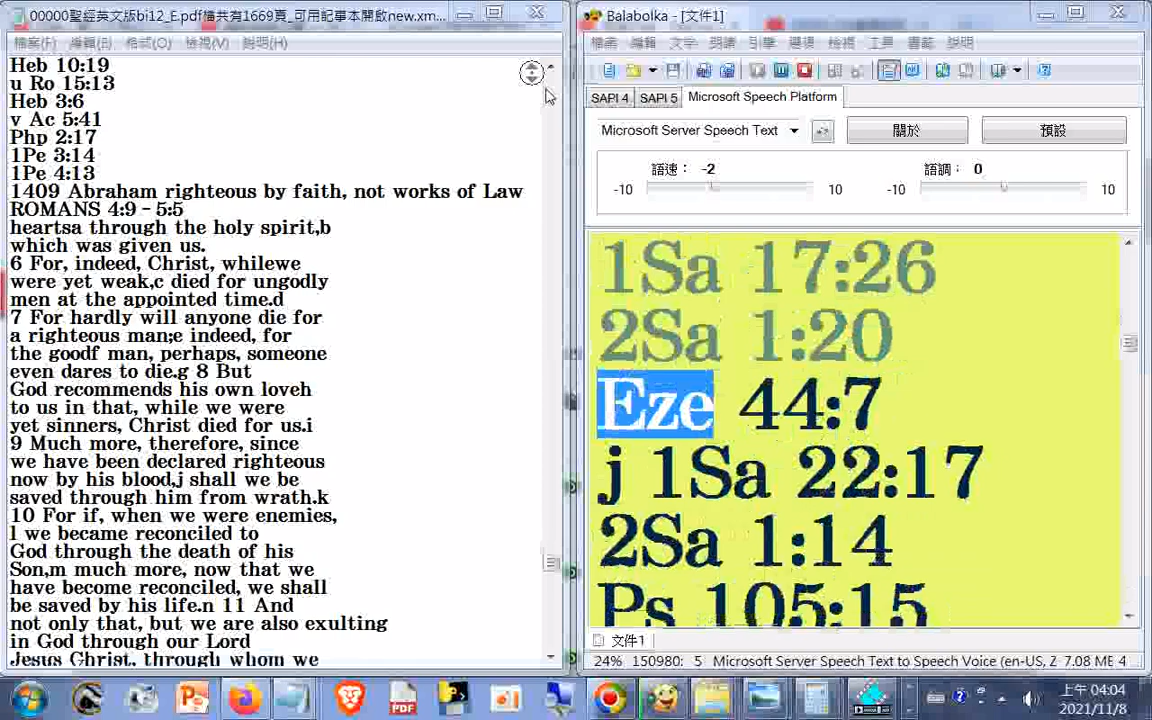 00000聖經英文版bi12_E.pdf檔共有1669頁_可用記事本開啟new.xm...
檔案(F) 編輯(E) 格式(O) 檢視(V) 說明(H)
Heb 10:19
u Ro 15:13
Heb 3:6
v Ac 5:41
Php 2:17
1Pe 3:14
1Pe 4:13
1409 Abraham righteous by faith, not works of Law
ROMANS 4:9 – 5:5
heartsa through the holy spirit,b
which was given us.
6 For, indeed, Christ, whilewe
were yet weak,c died for ungodly
men at the appointed time.d
7 For hardly will anyone die for
a righteous man;e indeed, for
the goodf man, perhaps, someone
even dares to die.g 8 But
God recommends his own loveh
to us in that, while we were
yet sinners, Christ died for us.i
9 Much more, therefore, since
we have been declared righteous
now by his blood,j shall we be
saved through him from wrath.k
10 For if, when we were enemies,
l we became reconciled to
God through the death of his
Son,m much more, now that we
have become reconciled, we shall
be saved by his life.n 11 And
not only that, but we are also exulting
in God through our Lord
Jesus Christ, through whom we
Balabolka - [文件1]
檔案 編輯 文字 朗讀 引擎 選項 檢視 工具 書籤 說明
SAPI 4 SAPI 5 Microsoft Speech Platform
Microsoft Server Speech Text 關於 預設
語速： -2 語調： 0
-10 10 -10 10
1Sa 17:26
2Sa 1:20
Eze 44:7
j 1Sa 22:17
2Sa 1:14
Ps 105:15
文件1
24% 150980: 5 Microsoft Server Speech Text to Speech Voice (en-US, Z 7.08 ME 4
上午 04:04
2021/11/8